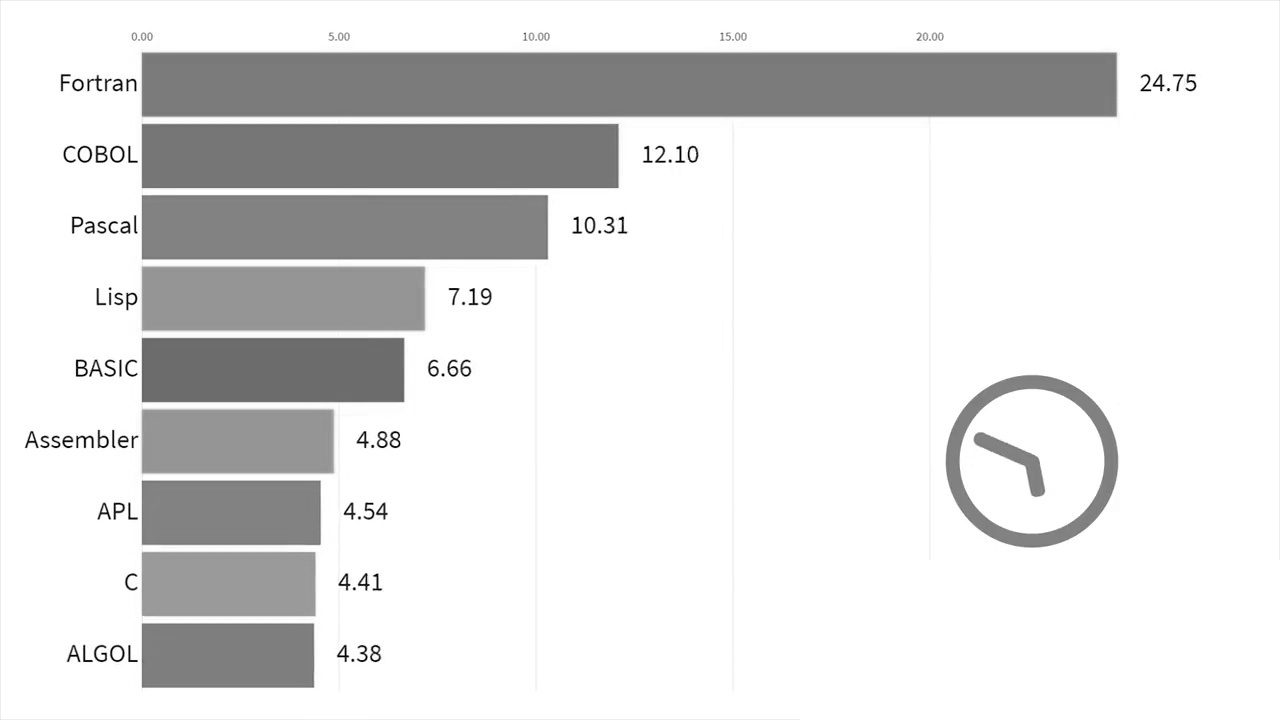 0.00 5.00 10.00 15.00 20.00
Fortran 24.75
COBOL 12.10
Pascal 10.31
Lisp 7.19
BASIC 6.66
Assembler 4.88
APL 4.54
C 4.41
ALGOL 4.38